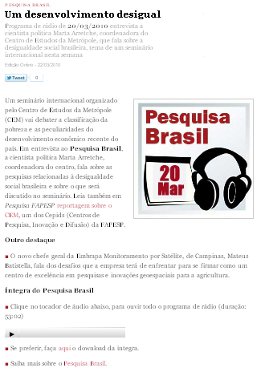 PESQUISA BRASIL
Um desenvolvimento desigual
Programa de rádio de 20/03/2010 entrevista a
cientista política Marta Arretche, coordenadora do
Centro de Estudos da Metrópole, que fala sobre a
desigualdade social brasileira, tema de um seminário
internacional nesta semana
Edição Online - 22/03/2010
Tweet 0
Um seminário internacional organizado
pelo Centro de Estudos da Metrópole
(CEM) vai debater a classificação da
pobreza e as peculiaridades do
desenvolvimento econômico recente do
país. Em entrevista ao Pesquisa Brasil,
a cientista política Marta Arretche,
coordenadora do centro, fala sobre as
pesquisas relacionadas à desigualdade
social brasileira e sobre o que será
discutido no seminário. Leia também em
Pesquisa FAPESP reportagem sobre o
CEM, um dos Cepids (Centros de
Pesquisa, Inovação e Difusão) da FAPESP.
Pesquisa
Brasil
20
Mar
Outro destaque
O novo chefe geral da Embrapa Monitoramento por Satélite, de Campinas, Mateus
Batistella, fala dos desafios que a empresa terá de enfrentar para se firmar como um
centro de excelência em pesquisas e inovações geoespaciais para a agricultura.
Íntegra do Pesquisa Brasil
Clique no tocador de áudio abaixo, para ouvir todo o programa de rádio (duração:
53:02)
Se preferir, faça aqui o download da íntegra.
Saiba mais sobre o Pesquisa Brasil.